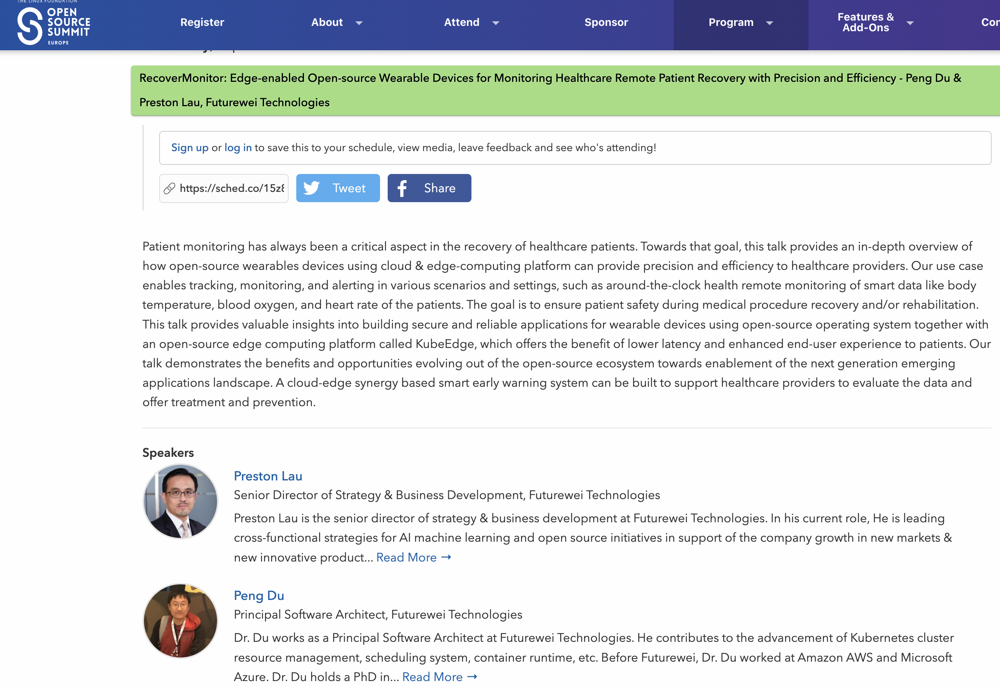 THE LINUX FOUNDATION
OPEN
SOURCE
SUMMIT
EUROPE
Register
About
Attend
Sponsor
Program
Features &
Add-Ons
RecoverMonitor: Edge-enabled Open-source Wearable Devices for Monitoring Healthcare Remote Patient Recovery with Precision and Efficiency - Peng Du &
Preston Lau, Futurewei Technologies
Sign up or log in to save this to your schedule, view media, leave feedback and see who's attending!
https://sched.co/15z
Tweet
Share
Patient monitoring has always been a critical aspect in the recovery of healthcare patients. Towards that goal, this talk provides an in-depth overview of
how open-source wearables devices using cloud & edge-computing platform can provide precision and efficiency to healthcare providers. Our use case
enables tracking, monitoring, and alerting in various scenarios and settings, such as around-the-clock health remote monitoring of smart data like body
temperature, blood oxygen, and heart rate of the patients. The goal is to ensure patient safety during medical procedure recovery and/or rehabilitation.
This talk provides valuable insights into building secure and reliable applications for wearable devices using open-source operating system together with
an open-source edge computing platform called KubeEdge, which offers the benefit of lower latency and enhanced end-user experience to patients. Our
talk demonstrates the benefits and opportunities evolving out of the open-source ecosystem towards enablement of the next generation emerging
applications landscape. A cloud-edge synergy based smart early warning system can be built to support healthcare providers to evaluate the data and
offer treatment and prevention.
Speakers
Preston Lau
Senior Director of Strategy & Business Development, Futurewei Technologies
Preston Lau is the senior director of strategy & business development at Futurewei Technologies. In his current role, He is leading
cross-functional strategies for AI machine learning and open source initiatives in support of the company growth in new markets &
new innovative product... Read More →
Peng Du
Principal Software Architect, Futurewei Technologies
Dr. Du works as a Principal Software Architect at Futurewei Technologies. He contributes to the advancement of Kubernetes cluster
resource management, scheduling system, container runtime, etc. Before Futurewei, Dr. Du worked at Amazon AWS and Microsoft
Azure. Dr. Du holds a PhD in... Read More →